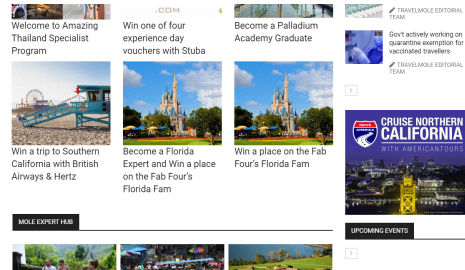 .COM
Welcome to Amazing
Thailand Specialist
Program
Win one of four
experience day
vouchers with Stuba
Become a Palladium
Academy Graduate
Win a trip to Southern
California with British
Airways & Hertz
Become a Florida
Expert and Win a place
on the Fab Four's
Florida Fam
Win a place on the Fab
Four's Florida Fam
MOLE EXPERT HUB
TRAVELMOLE EDITORIAL
TEAM
Gov't actively working on
quarantine exemption for
vaccinated travellers
TRAVELMOLE EDITORIAL
TEAM
DRIVE
AMERICA
CRUISE NORTHERN
CALIFORNIA
WITH AMERICANTOURS
UPCOMING EVENTS